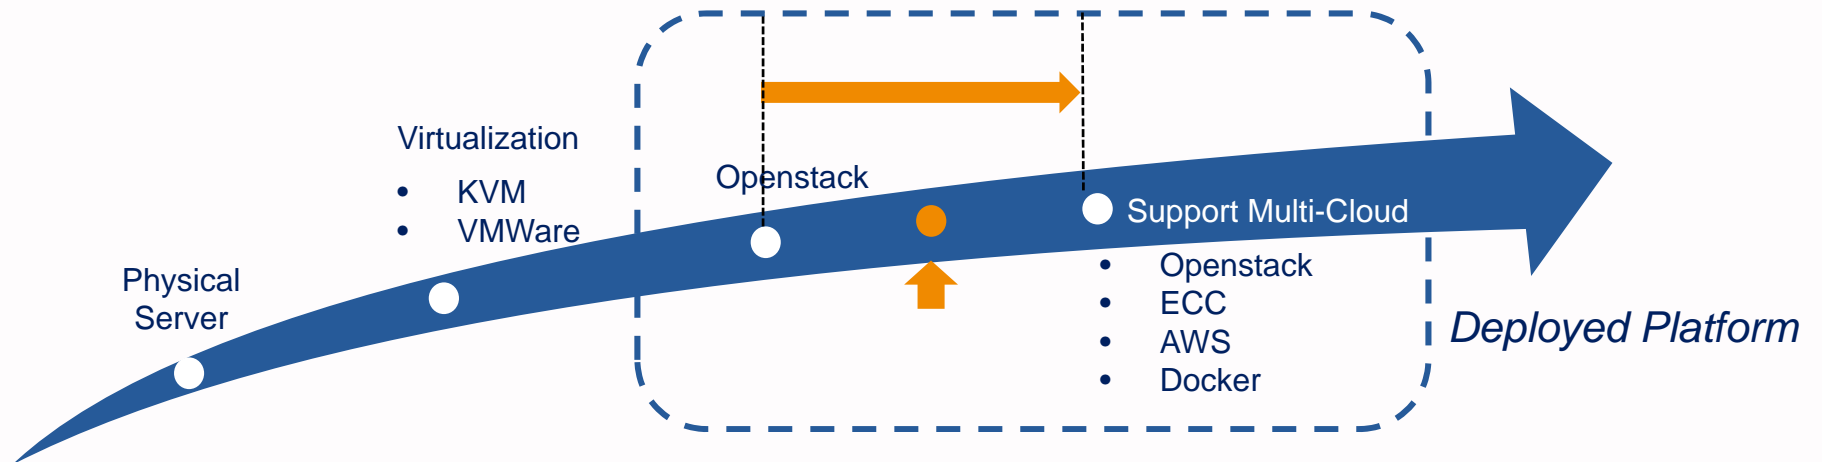 Virtualization
• KVM
• VMWare
Physical
Server
Openstack
Support Multi-Cloud
• Openstack
• ECC
• AWS
• Docker
Deployed Platform